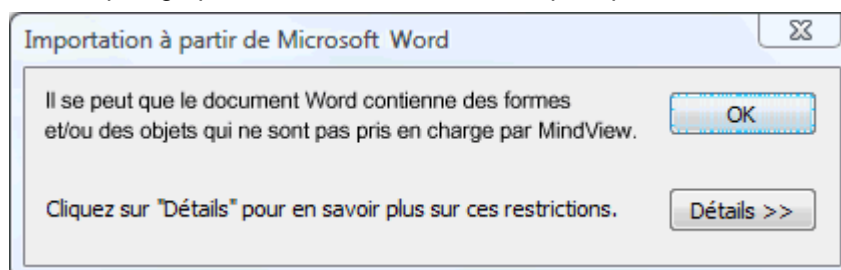 Importation à partir de Microsoft Word
Il se peut que le document Word contienne des formes
et/ou des objets qui ne sont pas pris en charge par MindView.
OK
Cliquez sur "Détails" pour en savoir plus sur ces restrictions.
Détails >>